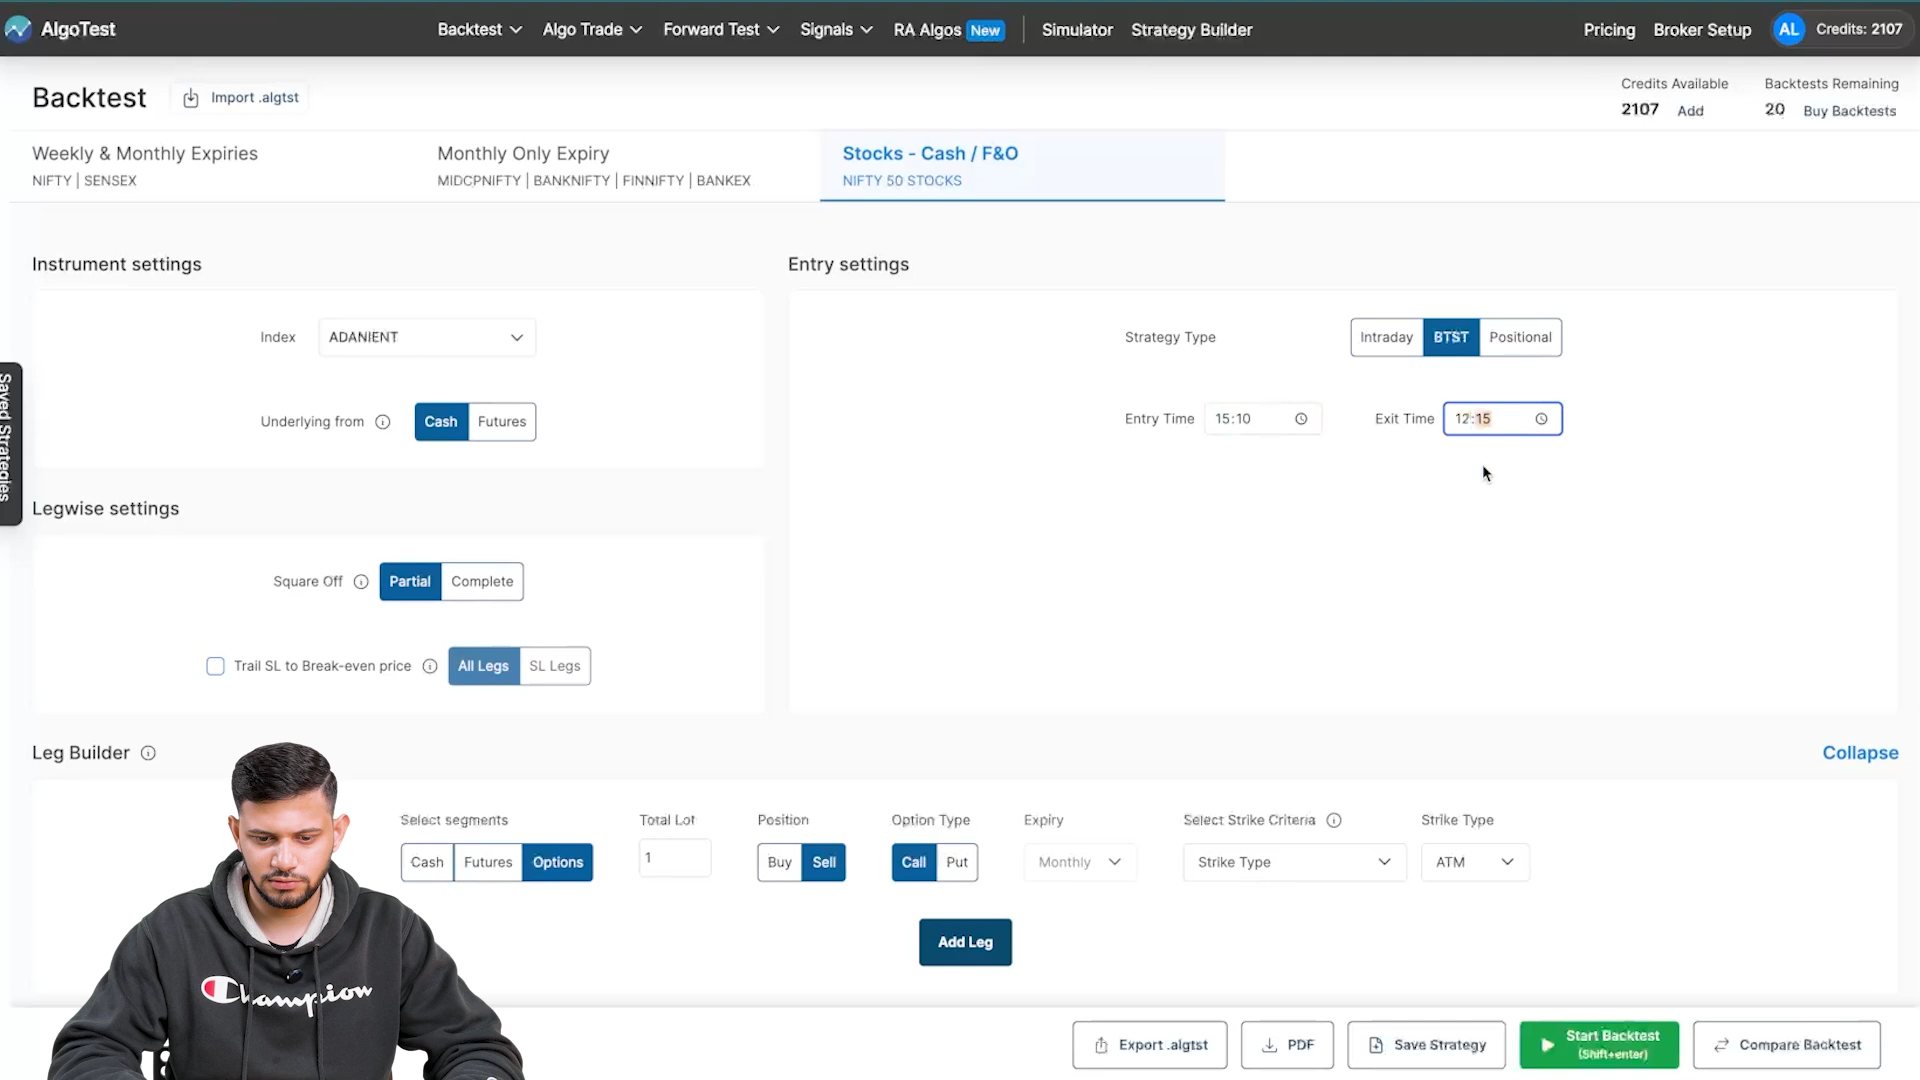 AlgoTest
Backtest
Algo Trade
Forward Test
Signals
RA Algos New
Simulator
Strategy Builder
Pricing
Broker Setup
AL
Credits: 2107
Backtest
Import .algtst
Credits Available
2107 Add
Backtests Remaining
20 Buy Backtests
Weekly & Monthly Expiries
NIFTY | SENSEX
Monthly Only Expiry
MIDCPNIFTY | BANKNIFTY | FINNIFTY | BANKEX
Stocks - Cash / F&O
NIFTY 50 STOCKS
Saved Strategies
Instrument settings
Index ADANIENT
Underlying from Cash Futures
Entry settings
Strategy Type Intraday BTST Positional
Entry Time 15:10 Exit Time 12:15
Legwise settings
Square Off Partial Complete
Trail SL to Break-even price All Legs SL Legs
Leg Builder
Collapse
Select segments
Cash Futures Options
Total Lot
1
Position
Buy Sell
Option Type
Call Put
Expiry
Monthly
Select Strike Criteria
Strike Type
Strike Type
ATM
Add Leg
Champion
Export .algtst
PDF
Save Strategy
Start Backtest
(Shift+enter)
Compare Backtest